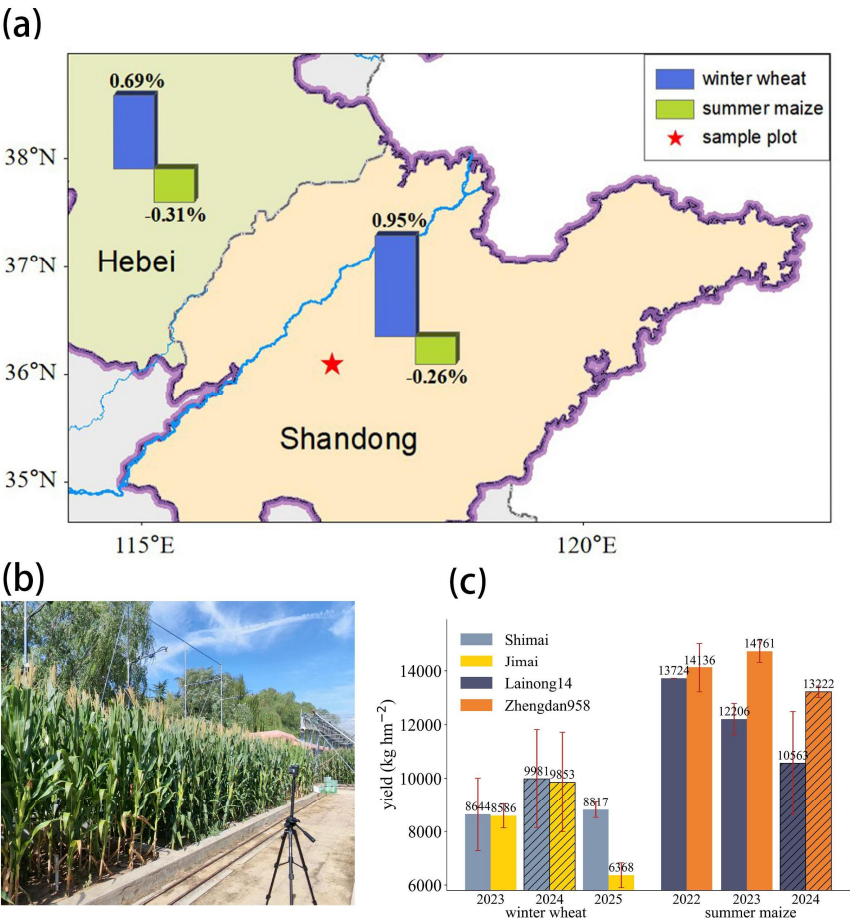 (a)
0.69%
-0.31%
Hebei
0.95%
-0.26%
Shandong
winter wheat
summer maize
sample plot
38°N
37°N
36°N
35°N
115°E
120°E
(b)
(c)
Shimai
Jimai
Lainong14
Zhengdan958
yield (kg hm−2)
14000
12000
10000
8000
6000
8644
8586
9981
9853
8817
6368
13724
14136
12206
14761
10563
13222
2023
2024
2025
2022
2023
2024
winter wheat
summer maize